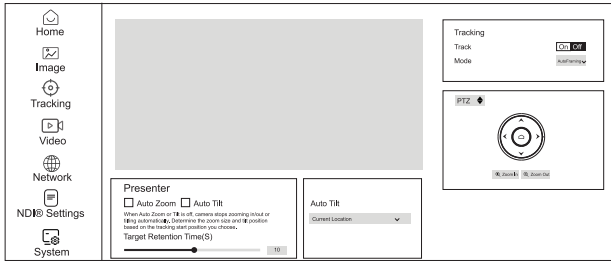 Home
Image
Tracking
Video
Network
NDI® Settings
System
Presenter
Auto Zoom Auto Tilt
When Auto Zoom or Tilt is off, camera stops zooming in/out or
tilting automatically. Determine the zoom size and tilt position
based on the tracking start position you choose.
Target Retention Time(S)
10
Auto Tilt
Current Location
Tracking
Track On Off
Mode AutoFraming
PTZ
Zoom In Zoom Out